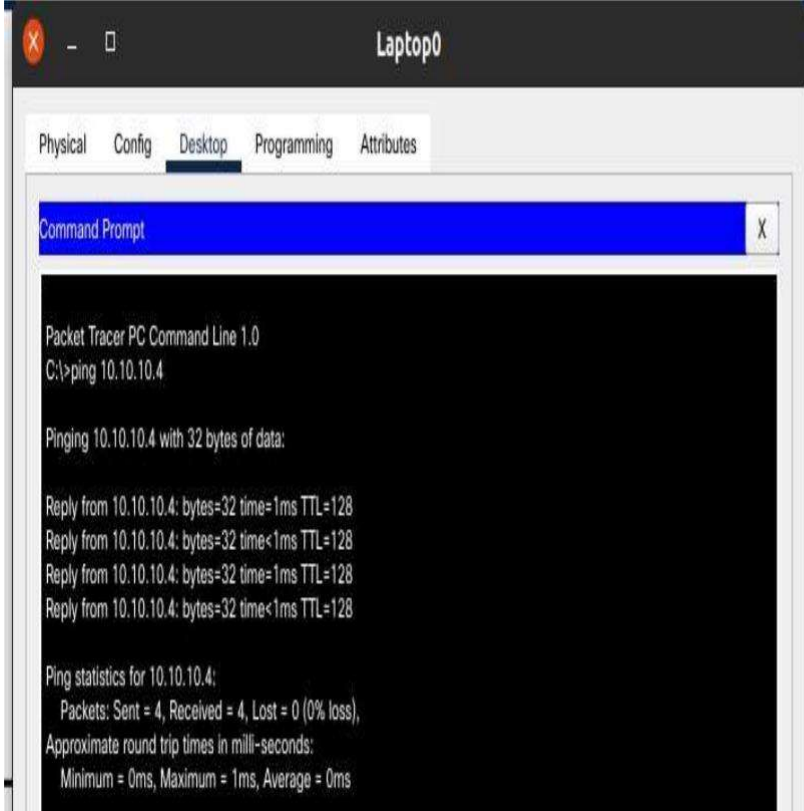 Laptop0
Physical Config Desktop Programming Attributes
Command Prompt X
Packet Tracer PC Command Line 1.0
C:\>ping 10.10.10.4
Pinging 10.10.10.4 with 32 bytes of data:
Reply from 10.10.10.4: bytes=32 time=1ms TTL=128
Reply from 10.10.10.4: bytes=32 time<1ms TTL=128
Reply from 10.10.10.4: bytes=32 time=1ms TTL=128
Reply from 10.10.10.4: bytes=32 time<1ms TTL=128
Ping statistics for 10.10.10.4:
Packets: Sent = 4, Received = 4, Lost = 0 (0% loss),
Approximate round trip times in milli-seconds:
Minimum = 0ms, Maximum = 1ms, Average = 0ms